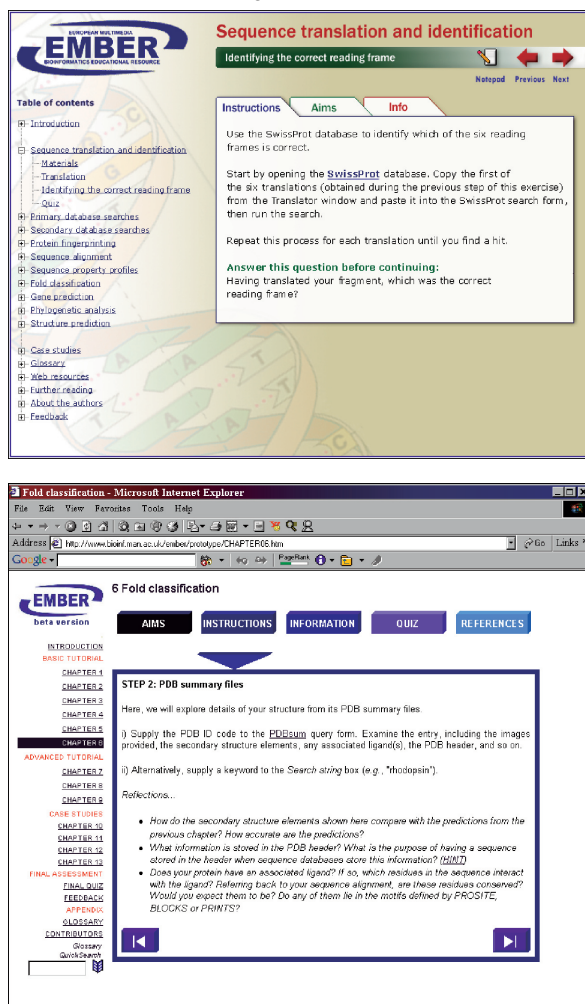 EUROPEAN MULTIMEDIA
EMBER
BIOINFORMATICS EDUCATIONAL RESOURCE
Sequence translation and identification
Identifying the correct reading frame
Notepad Previous Next
Table of contents
Introduction
Sequence translation and identification
Materials
Translation
Identifying the correct reading frame
Quiz
Primary database searches
Secondary database searches
Protein fingerprinting
Sequence alignment
Sequence property profiles
Fold classification
Gene prediction
Phylogenetic analysis
Structure prediction
Case studies
Glossary
Web resources
Further reading
About the authors
Feedback
Instructions Aims Info
Use the SwissProt database to identify which of the six reading
frames is correct.
Start by opening the SwissProt database. Copy the first of
the six translations (obtained during the previous step of this exercise)
from the Translator window and paste it into the SwissProt search form,
then run the search.
Repeat this process for each translation until you find a hit.
Answer this question before continuing:
Having translated your fragment, which was the correct
reading frame?
Fold classification - Microsoft Internet Explorer
File Edit View Favorites Tools Help
Address http://www.bioinf.man.ac.uk/ember/prototype/CHAPTER06.htm Go Links
Google PageRank
EMBER
beta version
6 Fold classification
AIMS INSTRUCTIONS INFORMATION QUIZ REFERENCES
INTRODUCTION
BASIC TUTORIAL
CHAPTER 1
CHAPTER 2
CHAPTER 3
CHAPTER 4
CHAPTER 5
CHAPTER 6
ADVANCED TUTORIAL
CHAPTER 7
CHAPTER 8
CHAPTER 9
CASE STUDIES
CHAPTER 10
CHAPTER 11
CHAPTER 12
CHAPTER 13
FINAL ASSESSMENT
FINAL QUIZ
FEEDBACK
APPENDIX
GLOSSARY
CONTRIBUTORS
Glossary
QuickSearch
STEP 2: PDB summary files
Here, we will explore details of your structure from its PDB summary files.
i) Supply the PDB ID code to the PDBsum query form. Examine the entry, including the images
provided, the secondary structure elements, any associated ligand(s), the PDB header, and so on.
ii) Alternatively, supply a keyword to the Search string box (e.g., "rhodopsin").
Reflections...
• How do the secondary structure elements shown here compare with the predictions from the
previous chapter? How accurate are the predictions?
• What information is stored in the PDB header? What is the purpose of having a sequence
stored in the header when sequence databases store this information? (HINT)
• Does your protein have an associated ligand? If so, which residues in the sequence interact
with the ligand? Referring back to your sequence alignment, are these residues conserved?
Would you expect them to be? Do any of them lie in the motifs defined by PROSITE,
BLOCKS or PRINTS?